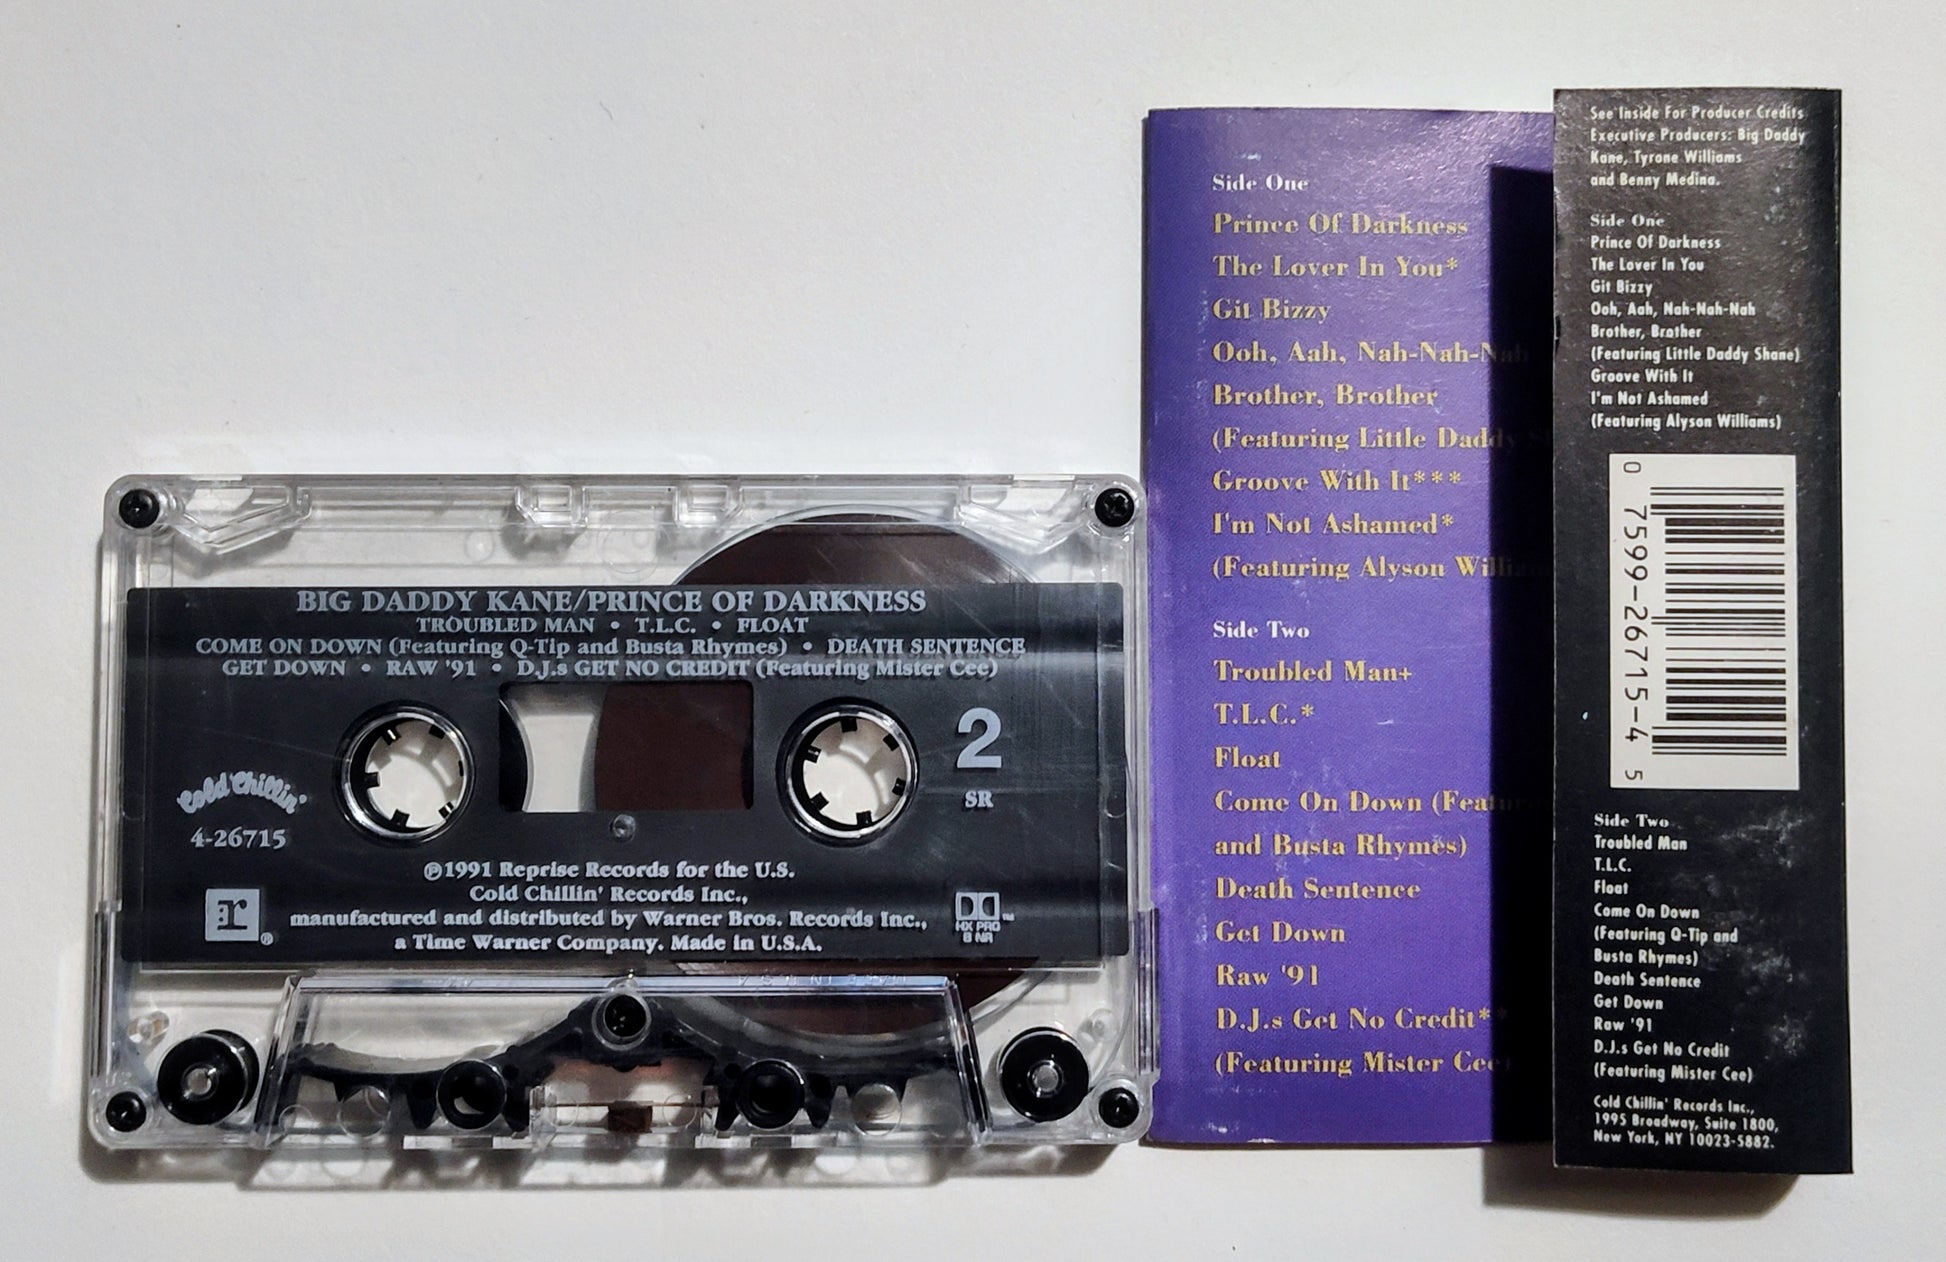 BIG DADDY KANE/PRINCE OF DARKNESS
TROUBLED MAN • T.L.C. • FLOAT
COME ON DOWN (Featuring Q-Tip and Busta Rhymes) • DEATH SENTENCE
GET DOWN • RAW '91 • D.J.s GET NO CREDIT (Featuring Mister Cee)
2
SR
Cold Chillin'
4-26715
℗1991 Reprise Records for the U.S.
Cold Chillin' Records Inc.,
manufactured and distributed by Warner Bros. Records Inc.,
a Time Warner Company. Made in U.S.A.
r®
™
HX PRO
B NR
Side One
Prince Of Darkness
The Lover In You*
Git Bizzy
Ooh, Aah, Nah-Nah-Nah
Brother, Brother
(Featuring Little Daddy
Groove With It***
I'm Not Ashamed*
(Featuring Alyson Williams
Side Two
Troubled Man+
T.L.C.*
Float
Come On Down (Featuring
and Busta Rhymes)
Death Sentence
Get Down
Raw '91
D.J.s Get No Credit**
(Featuring Mister Cee)
See Inside For Producer Credits
Executive Producers: Big Daddy
Kane, Tyrone Williams
and Benny Medina.
Side One
Prince Of Darkness
The Lover In You
Git Bizzy
Ooh, Aah, Nah-Nah-Nah
Brother, Brother
(Featuring Little Daddy Shane)
Groove With It
I'm Not Ashamed
(Featuring Alyson Williams)
0 7599-26715-4 5
Side Two
Troubled Man
T.L.C.
Float
Come On Down
(Featuring Q-Tip and
Busta Rhymes)
Death Sentence
Get Down
Raw '91
D.J.s Get No Credit
(Featuring Mister Cee)
Cold Chillin' Records Inc.,
1995 Broadway, Suite 1800,
New York, NY 10023-5882.